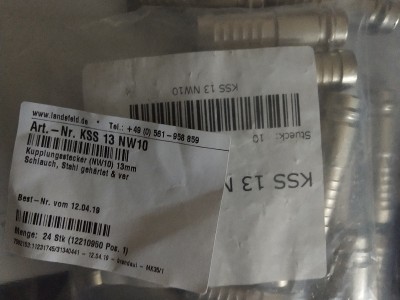 www.landefeld.de • Tel.: +49 (0) 561-958 859
Art.-Nr. KSS 13 NW10
Kupplungsstecker (NW10) 13mm
Schlauch, Stahl gehärtet & ver
Best-Nr. vom 12.04.19
Menge: 24 Stk (12210990 Pos. 1)
KSS 13 NW10
Stueck: 10
KSS 13 N